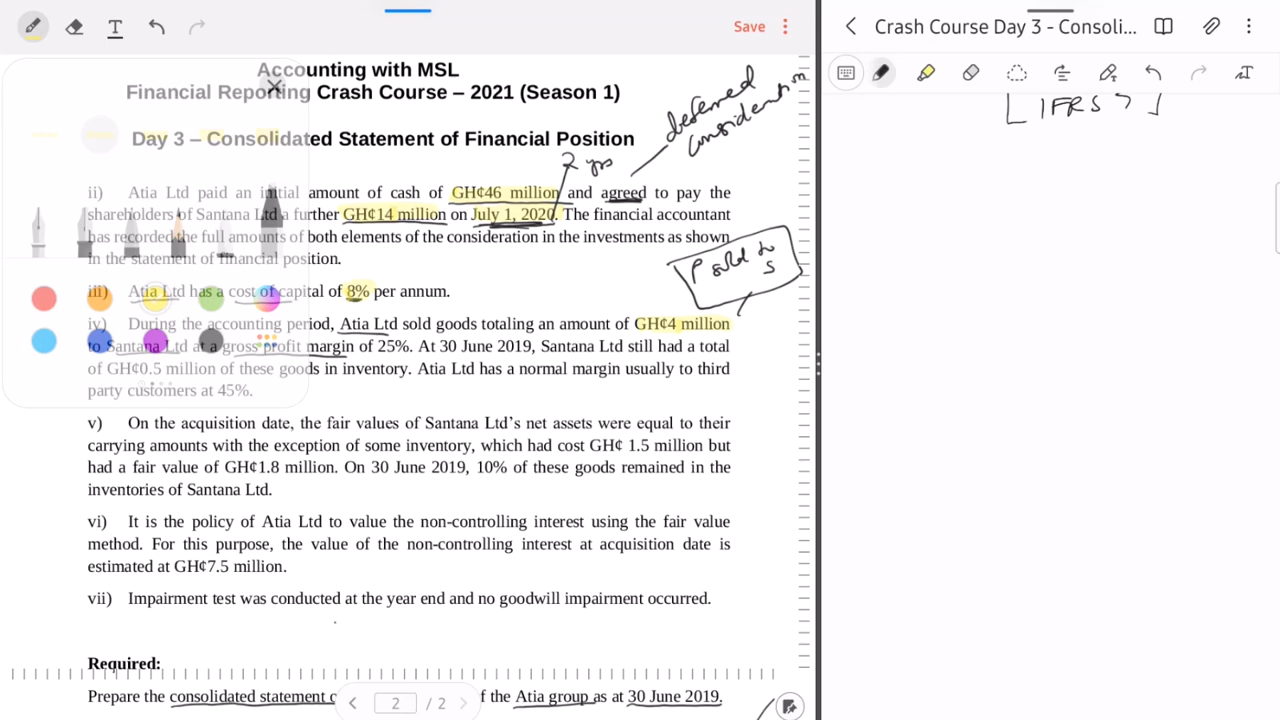 Save
Accounting with MSL
Financial Reporting Crash Course – 2021 (Season 1)
Day 3 – Consolidated Statement of Financial Position
deferred
consideration
2 yrs
ii) Atia Ltd paid an initial amount of cash of GH¢46 million and agreed to pay the
shareholders of Santana Ltd a further GH¢14 million on July 1, 2020. The financial accountant
has recorded the full amounts of both elements of the consideration in the investments as shown
in the statement of financial position.
P sold to
S
iii) Atia Ltd has a cost of capital of 8% per annum.
iv) During the accounting period, Atia Ltd sold goods totaling an amount of GH¢4 million
to Santana Ltd at a gross profit margin of 25%. At 30 June 2019, Santana Ltd still had a total
of GH¢0.5 million of these goods in inventory. Atia Ltd has a normal margin usually to third
party customers at 45%.
v) On the acquisition date, the fair values of Santana Ltd's net assets were equal to their
carrying amounts with the exception of some inventory, which had cost GH¢ 1.5 million but
had a fair value of GH¢1.8 million. On 30 June 2019, 10% of these goods remained in the
inventories of Santana Ltd.
vi) It is the policy of Atia Ltd to value the non-controlling interest using the fair value
method. For this purpose, the value of the non-controlling interest at acquisition date is
estimated at GH¢7.5 million.
vii) Impairment test was conducted at the year end and no goodwill impairment occurred.
Required:
Prepare the consolidated statement of the Atia group as at 30 June 2019.
2 / 2
Crash Course Day 3 - Consoli...
IFRS